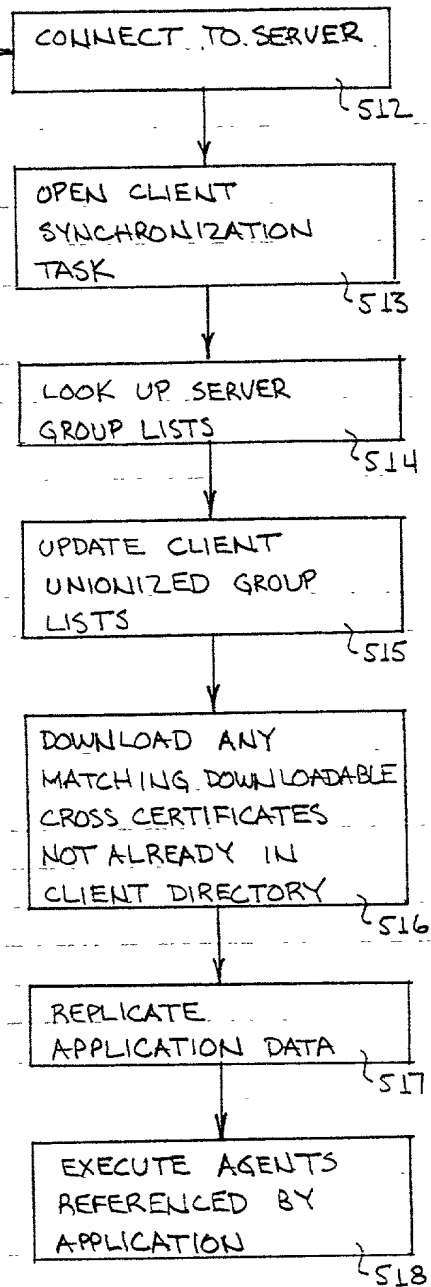 CONNECT TO SERVER
512
OPEN CLIENT
SYNCHRONIZATION
TASK
513
LOOK UP SERVER
GROUP LISTS
514
UPDATE CLIENT
UNIONIZED GROUP
LISTS
515
DOWNLOAD ANY
MATCHING DOWNLOADABLE
CROSS CERTIFICATES
NOT ALREADY IN
CLIENT DIRECTORY
516
REPLICATE
APPLICATION DATA
517
EXECUTE AGENTS
REFERENCED BY
APPLICATION
518